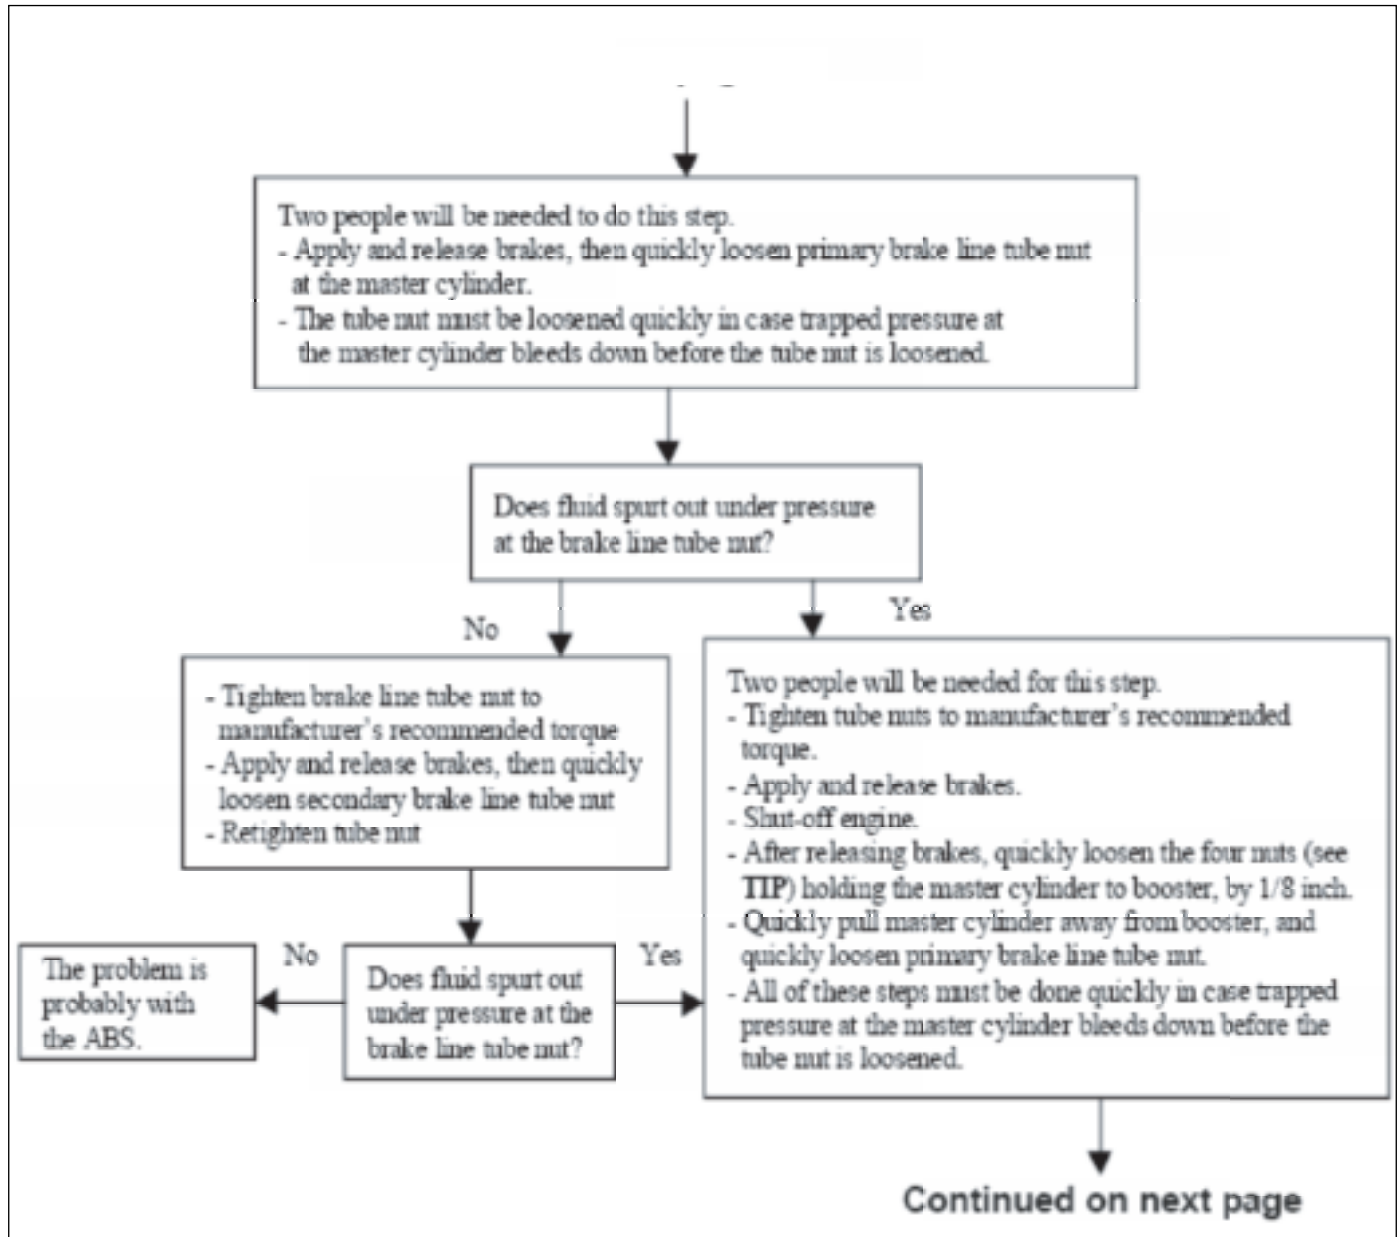 Two people will be needed to do this step.
- Apply and release brakes, then quickly loosen primary brake line tube nut
at the master cylinder.
- The tube nut must be loosened quickly in case trapped pressure at
the master cylinder bleeds down before the tube nut is loosened.
Does fluid spurt out under pressure
at the brake line tube nut?
No
Yes
- Tighten brake line tube nut to
manufacturer's recommended torque
- Apply and release brakes, then quickly
loosen secondary brake line tube nut
- Retighten tube nut
Two people will be needed for this step.
- Tighten tube nuts to manufacturer's recommended
torque.
- Apply and release brakes.
- Shut-off engine.
- After releasing brakes, quickly loosen the four nuts (see
TIP) holding the master cylinder to booster, by 1/8 inch.
- Quickly pull master cylinder away from booster, and
quickly loosen primary brake line tube nut.
- All of these steps must be done quickly in case trapped
pressure at the master cylinder bleeds down before the
tube nut is loosened.
The problem is
probably with
the ABS.
No
Does fluid spurt out
under pressure at the
brake line tube nut?
Yes
Continued on next page